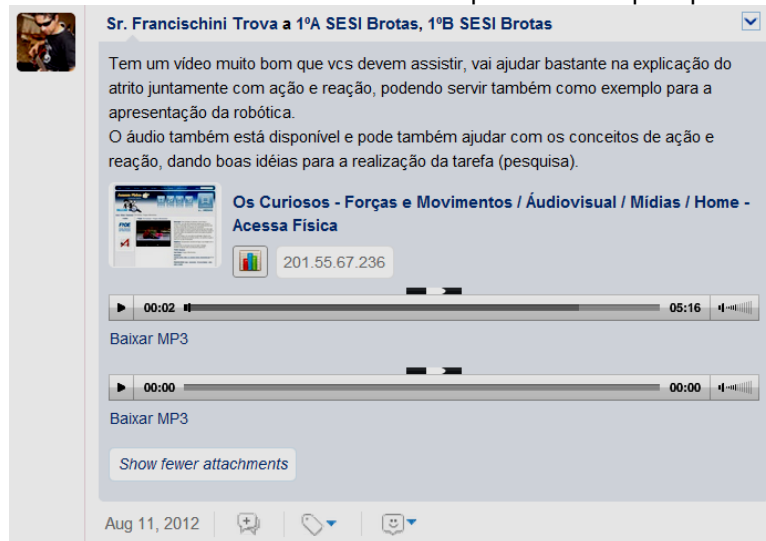 Sr. Francischini Trova a 1ºA SESI Brotas, 1ºB SESI Brotas
Tem um vídeo muito bom que vcs devem assistir, vai ajudar bastante na explicação do
atrito juntamente com ação e reação, podendo servir também como exemplo para a
apresentação da robótica.
O áudio também está disponível e pode também ajudar com os conceitos de ação e
reação, dando boas idéias para a realização da tarefa (pesquisa).
Os Curiosos - Forças e Movimentos / Áudiovisual / Mídias / Home -
Acessa Física
201.55.67.236
00:02 05:16
Baixar MP3
00:00 00:00
Baixar MP3
Show fewer attachments
Aug 11, 2012